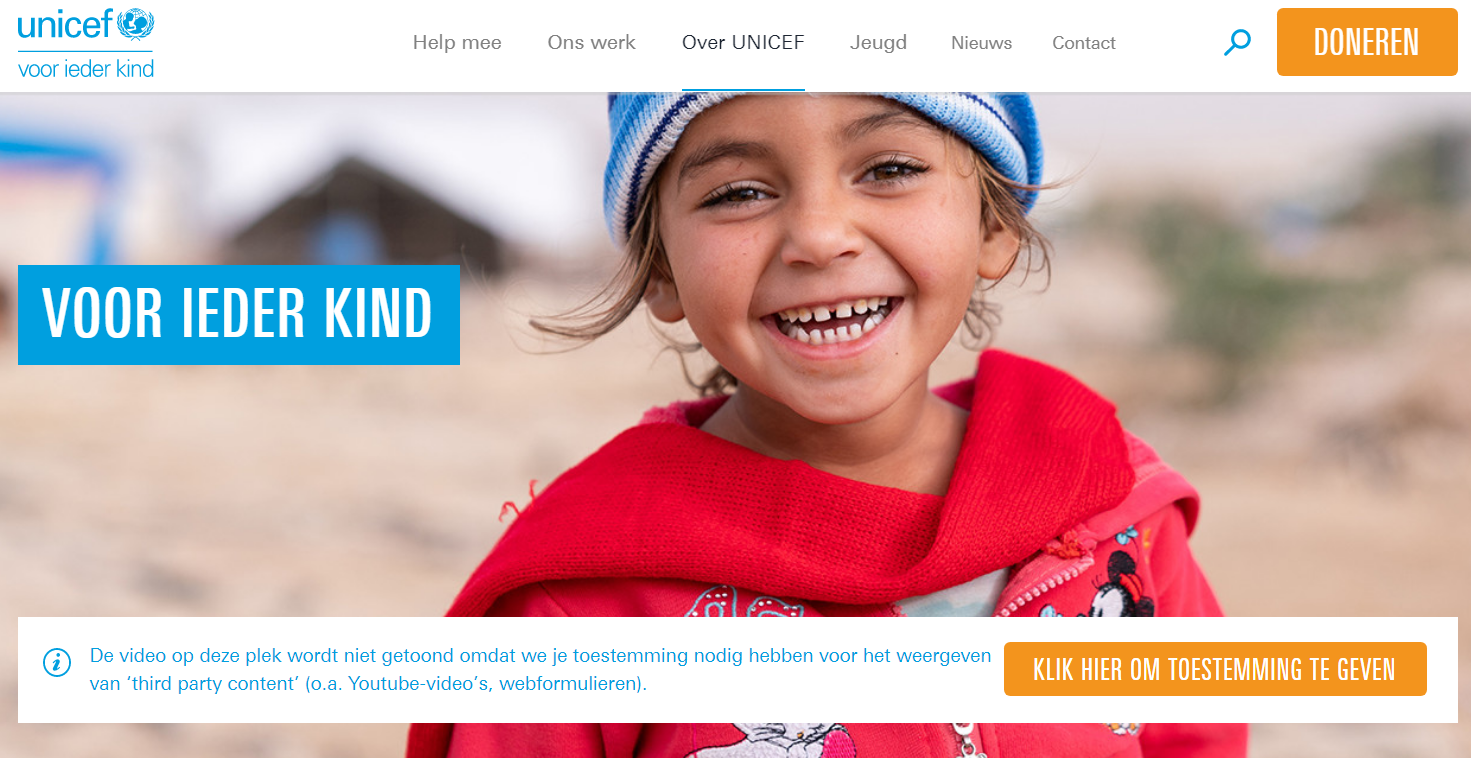 unicef
voor ieder kind
Help mee
Ons werk
Over UNICEF
Jeugd
Nieuws
Contact
DONEREN
VOOR IEDER KIND
De video op deze plek wordt niet getoond omdat we je toestemming nodig hebben voor het weergeven
van ‘third party content’ (o.a. Youtube-video’s, webformulieren).
KLIK HIER OM TOESTEMMING TE GEVEN